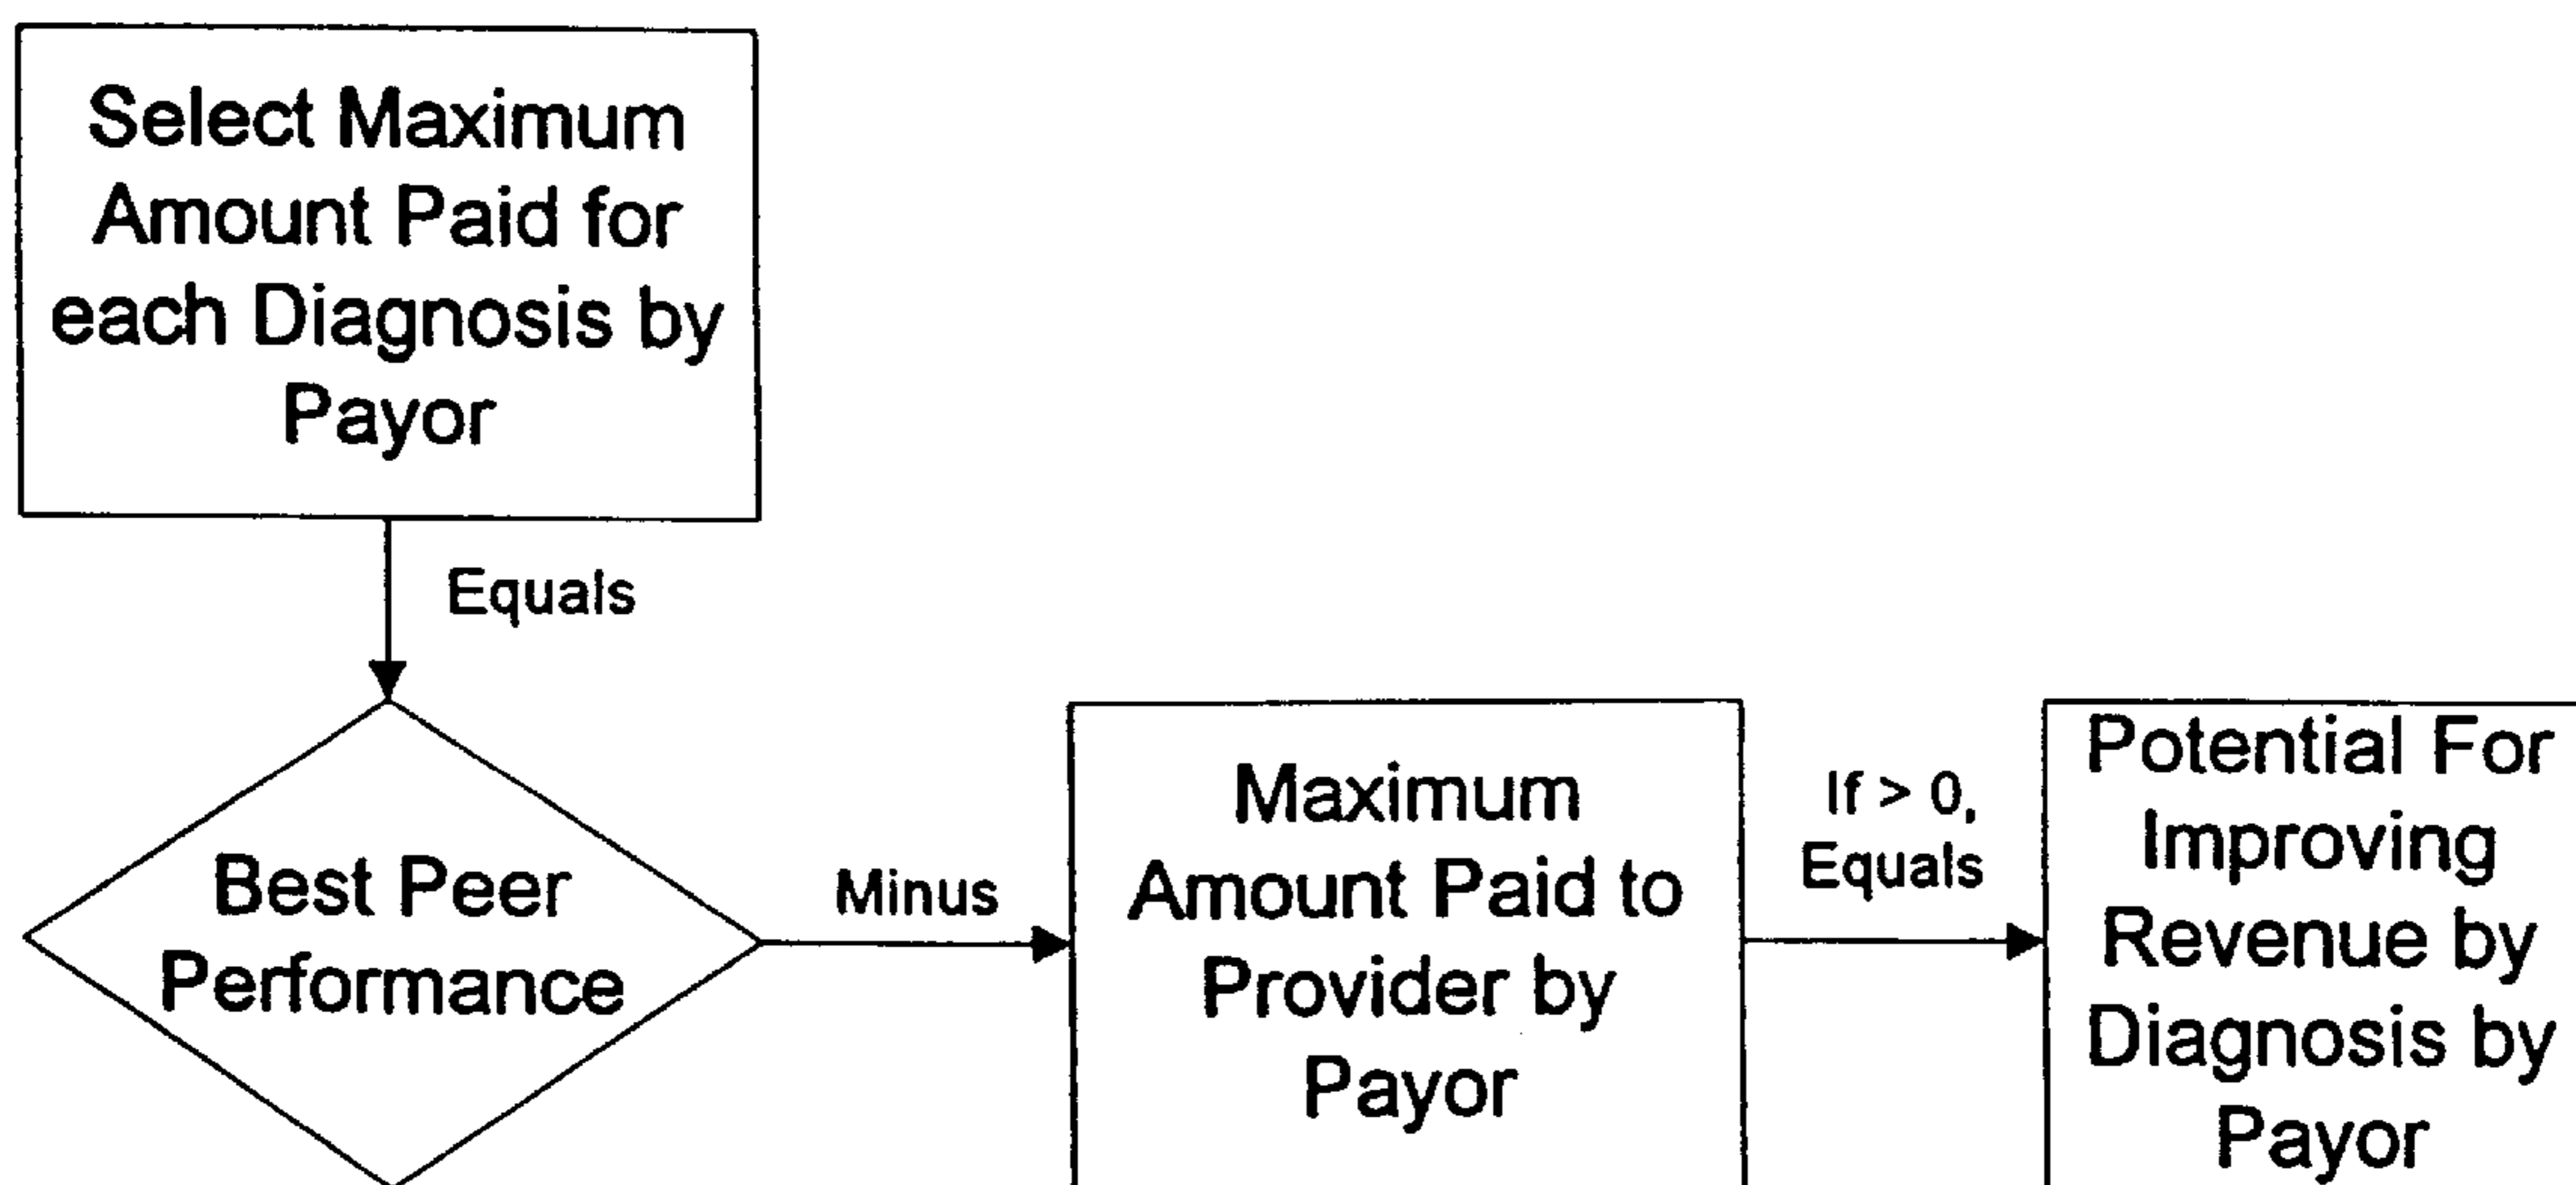 Select Maximum
Amount Paid for
each Diagnosis by
Payor
Equals
Best Peer
Performance
Minus
Maximum
Amount Paid to
Provider by
Payor
If > 0,
Equals
Potential For
Improving
Revenue by
Diagnosis by
Payor